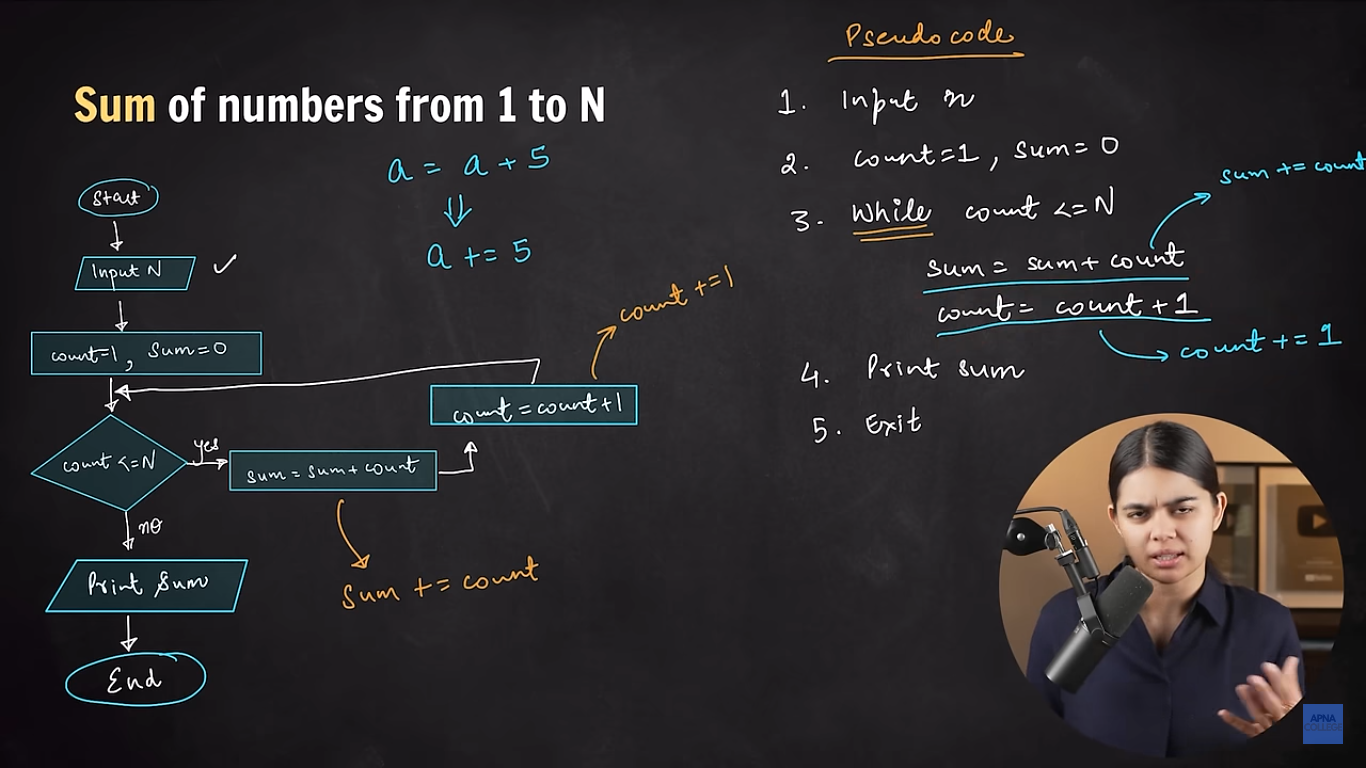 Sum of numbers from 1 to N
a = a + 5
⇓
a += 5
Start
Input N ✓
count=1, Sum=0
count <=N
yes
sum = sum + count
count = count+1
count +=1
Sum += count
no
Print Sum
End
Pseudocode
1. Input n
2. count=1, sum=0
3. While count <=N
sum = sum+ count
sum += count
count= count +1
count += 1
4. Print sum
5. Exit
APNA
COLLEGE